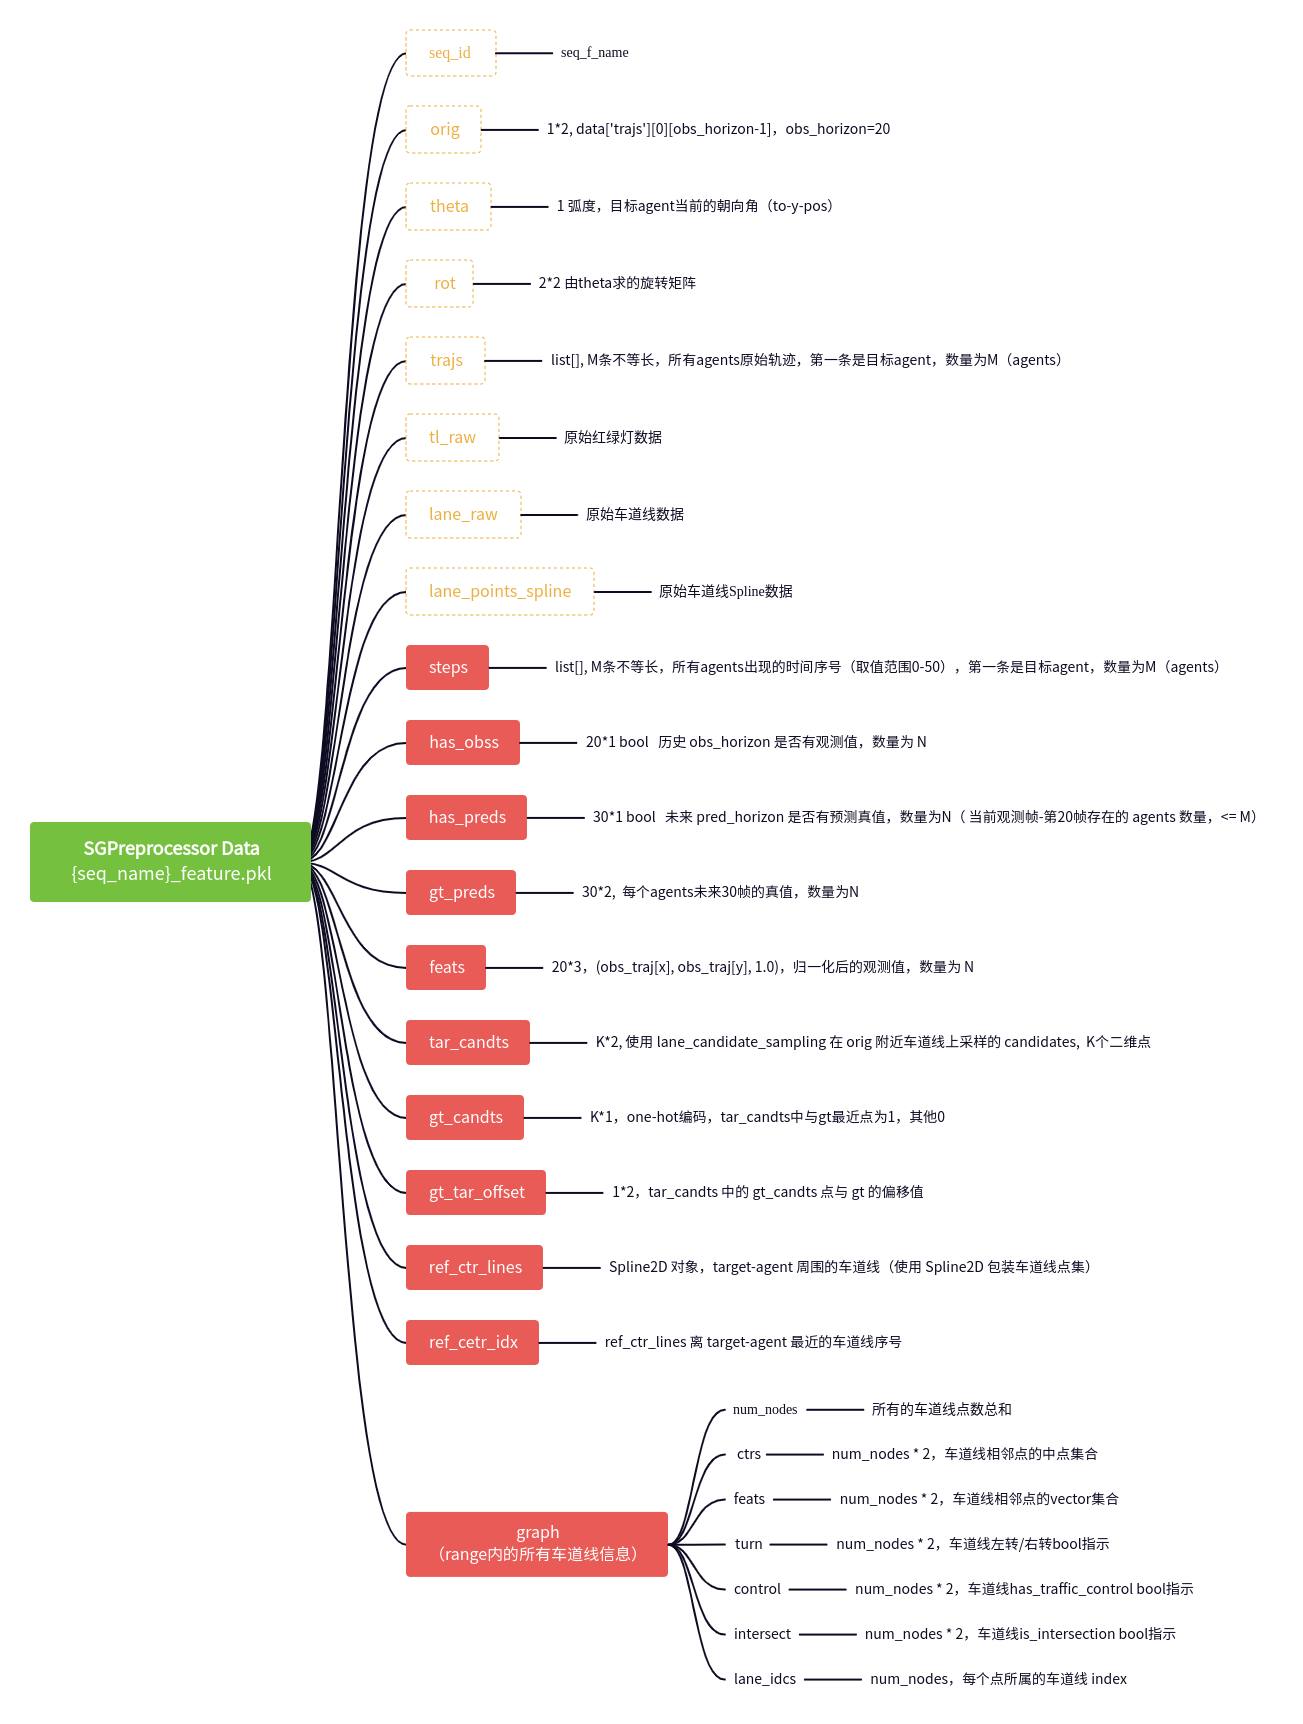 seq_id
seq_f_name
orig
1*2, data['trajs'][0][obs_horizon-1]，obs_horizon=20
theta
1 弧度，目标agent当前的朝向角（to-y-pos）
rot
2*2 由theta求的旋转矩阵
trajs
list[], M条不等长，所有agents原始轨迹，第一条是目标agent，数量为M（agents）
tl_raw
原始红绿灯数据
lane_raw
原始车道线数据
lane_points_spline
原始车道线Spline数据
steps
list[], M条不等长，所有agents出现的时间序号（取值范围0-50），第一条是目标agent，数量为M（agents）
has_obss
20*1 bool 历史 obs_horizon 是否有观测值，数量为 N
has_preds
30*1 bool 未来 pred_horizon 是否有预测真值，数量为N（ 当前观测帧-第20帧存在的 agents 数量，<= M）
SGPreprocessor Data
{seq_name}_feature.pkl
gt_preds
30*2, 每个agents未来30帧的真值，数量为N
feats
20*3，(obs_traj[x], obs_traj[y], 1.0)，归一化后的观测值，数量为 N
tar_candts
K*2, 使用 lane_candidate_sampling 在 orig 附近车道线上采样的 candidates, K个二维点
gt_candts
K*1，one-hot编码，tar_candts中与gt最近点为1，其他0
gt_tar_offset
1*2，tar_candts 中的 gt_candts 点与 gt 的偏移值
ref_ctr_lines
Spline2D 对象，target-agent 周围的车道线（使用 Spline2D 包装车道线点集）
ref_cetr_idx
ref_ctr_lines 离 target-agent 最近的车道线序号
graph
（range内的所有车道线信息）
num_nodes
所有的车道线点数总和
ctrs
num_nodes * 2，车道线相邻点的中点集合
feats
num_nodes * 2，车道线相邻点的vector集合
turn
num_nodes * 2，车道线左转/右转bool指示
control
num_nodes * 2，车道线has_traffic_control bool指示
intersect
num_nodes * 2，车道线is_intersection bool指示
lane_idcs
num_nodes，每个点所属的车道线 index